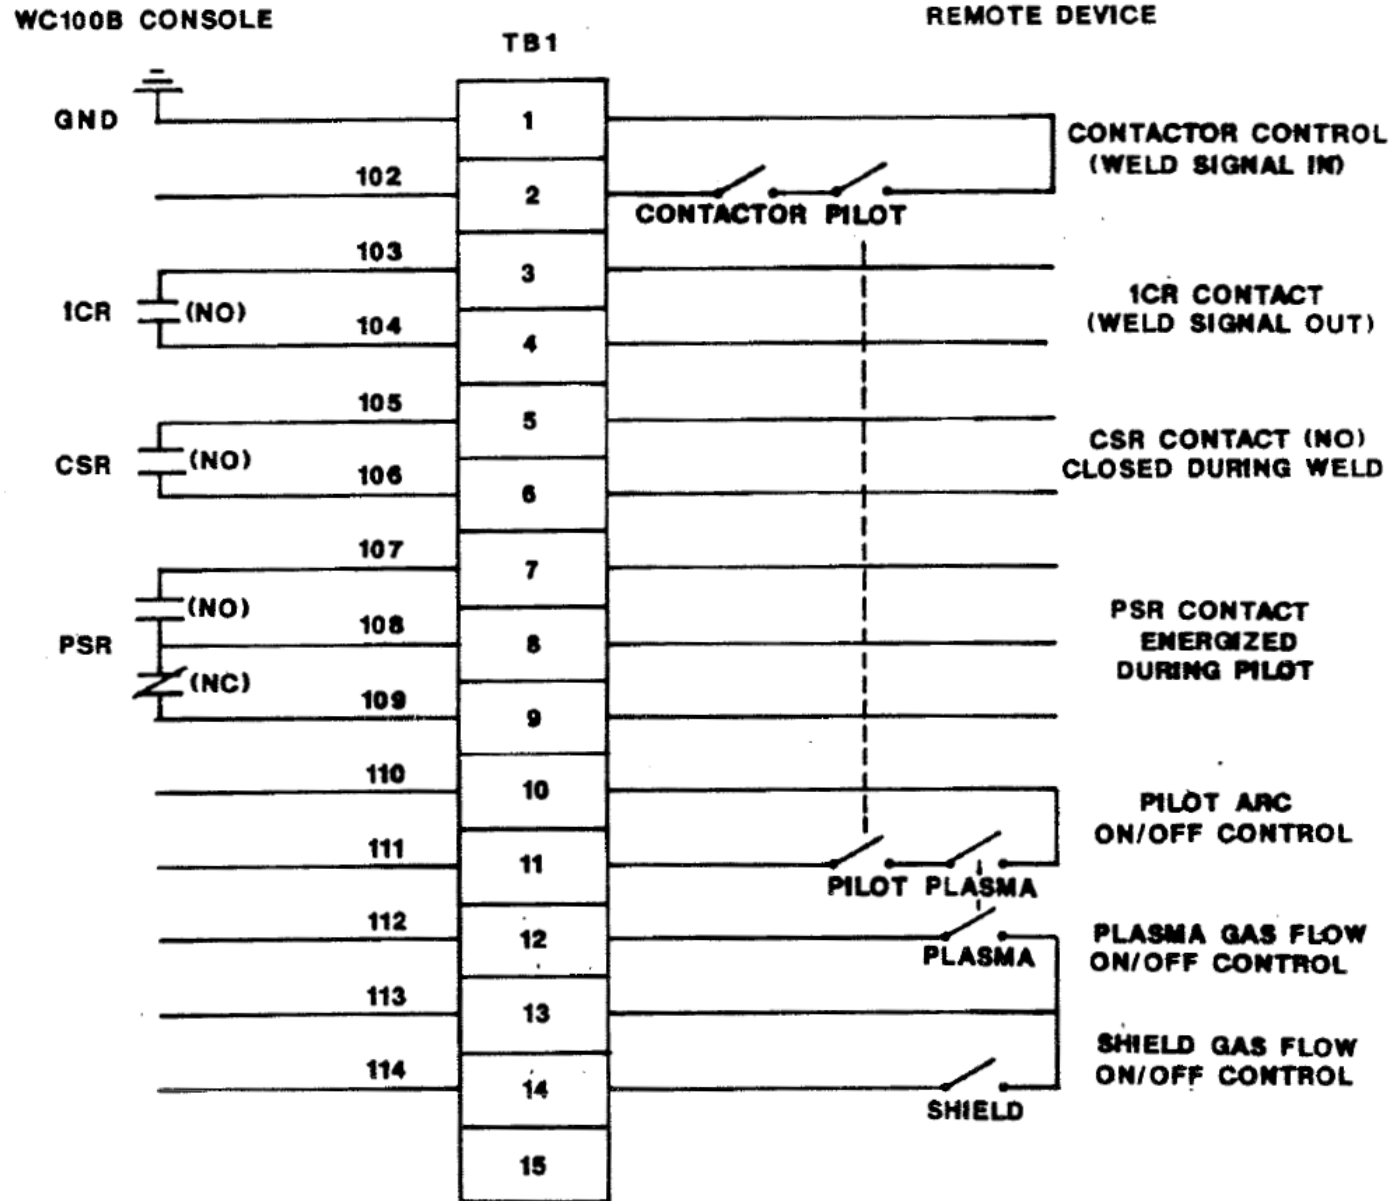 WC100B CONSOLE
REMOTE DEVICE
TB1
GND
1
CONTACTOR CONTROL
(WELD SIGNAL IN)
102
2
CONTACTOR PILOT
103
3
1CR
(NO)
1CR CONTACT
(WELD SIGNAL OUT)
104
4
105
5
CSR
(NO)
CSR CONTACT (NO)
CLOSED DURING WELD
106
6
107
7
(NO)
PSR
108
8
PSR CONTACT
ENERGIZED
DURING PILOT
(NC)
109
9
110
10
PILOT ARC
ON/OFF CONTROL
111
11
PILOT PLASMA
112
12
PLASMA
PLASMA GAS FLOW
ON/OFF CONTROL
113
13
SHIELD GAS FLOW
ON/OFF CONTROL
114
14
SHIELD
15